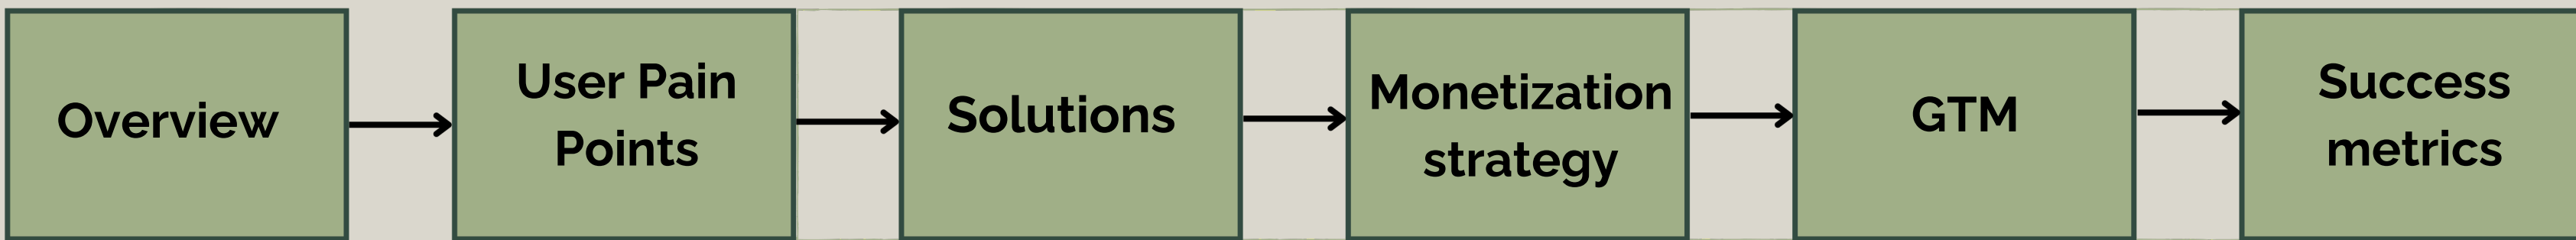 Overview
User Pain
Points
Solutions
Monetization
strategy
GTM
Success
metrics